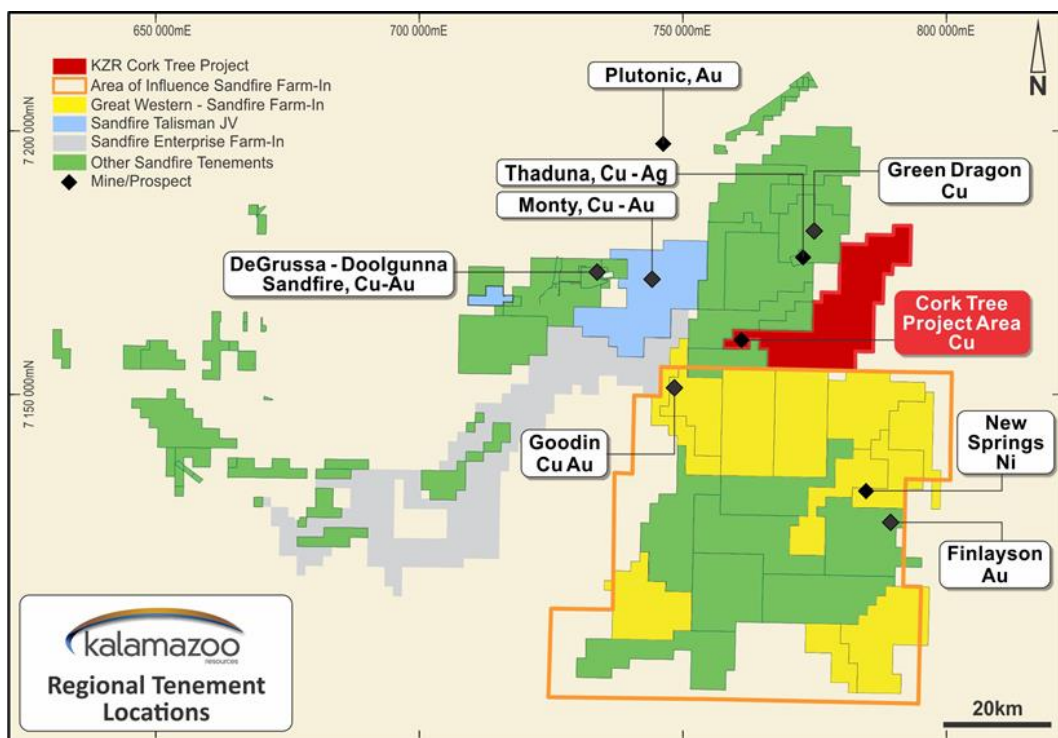 650 000mE
700 000mE
750 000mE
800 000mE
KZR Cork Tree Project
Area of Influence Sandfire Farm-In
Great Western - Sandfire Farm-In
Sandfire Talisman JV
Sandfire Enterprise Farm-In
Other Sandfire Tenements
Mine/Prospect
N
7 200 000mN
7 150 000mN
Plutonic, Au
Thaduna, Cu - Ag
Monty, Cu - Au
Green Dragon
Cu
DeGrussa - Doolgunna
Sandfire, Cu-Au
Cork Tree
Project Area
Cu
Goodin
Cu Au
New
Springs
Ni
Finlayson
Au
kalamazoo
resources
Regional Tenement
Locations
20km